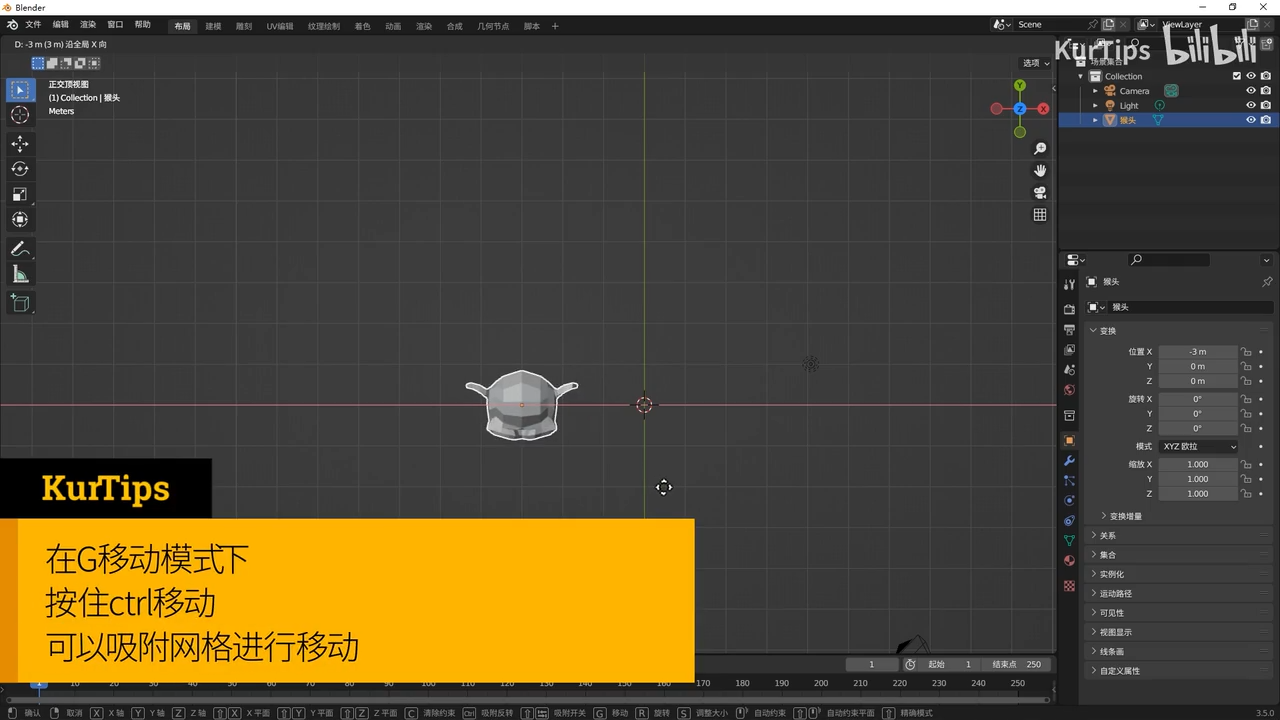 Blender
文件 编辑 渲染 窗口 帮助 布局 建模 雕刻 UV编辑 纹理绘制 着色 动画 渲染 合成 几何节点 脚本 + Scene ViewLayer
D: -3 m (3 m) 沿全局 X 向
KurTips bilibili
选项
场景集合
正交顶视图
(1) Collection | 猴头
Meters
Collection
Camera
Light
猴头
Y
Z
X
猴头
猴头
变换
位置 X -3 m
Y 0 m
Z 0 m
旋转 X 0°
Y 0°
Z 0°
模式 XYZ 欧拉
缩放 X 1.000
Y 1.000
Z 1.000
变换增量
关系
集合
实例化
运动路径
可见性
视图显示
线条画
自定义属性
KurTips
在G移动模式下
按住ctrl移动
可以吸附网格进行移动
1 起始 1 结束点 250
1 10 20 30 40 50 60 70 80 90 100 110 120 130 140 150 160 170 180 190 200 210 220 230 240 250
确认 取消 X X 轴 Y Y 轴 Z Z 轴 X X 平面 Y Y 平面 Z Z 平面 C 清除约束 Ctrl 吸附反转 吸附开关 G 移动 R 旋转 S 调整大小 自动约束 自动约束平面 精确模式 3.5.0